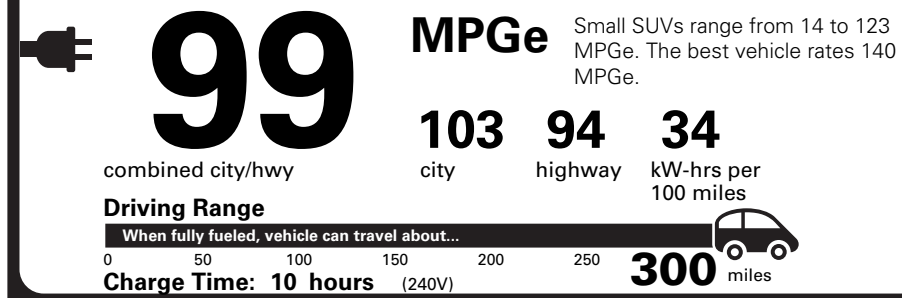 99
combined city/hwy
MPGe
Small SUVs range from 14 to 123
MPGe. The best vehicle rates 140
MPGe.
103
city
94
highway
34
kW-hrs per
100 miles
Driving Range
When fully fueled, vehicle can travel about...
0 50 100 150 200 250 300 miles
Charge Time: 10 hours (240V)